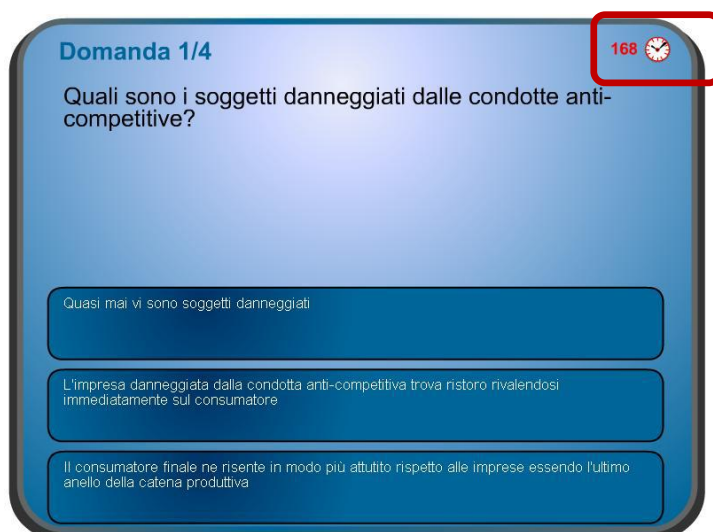 Domanda 1/4
168
Quali sono i soggetti danneggiati dalle condotte anti-
competitive?
Quasi mai vi sono soggetti danneggiati
L'impresa danneggiata dalla condotta anti-competitiva trova ristoro rivalendosi
immediatamente sul consumatore
Il consumatore finale ne risente in modo più attutito rispetto alle imprese essendo l'ultimo
anello della catena produttiva